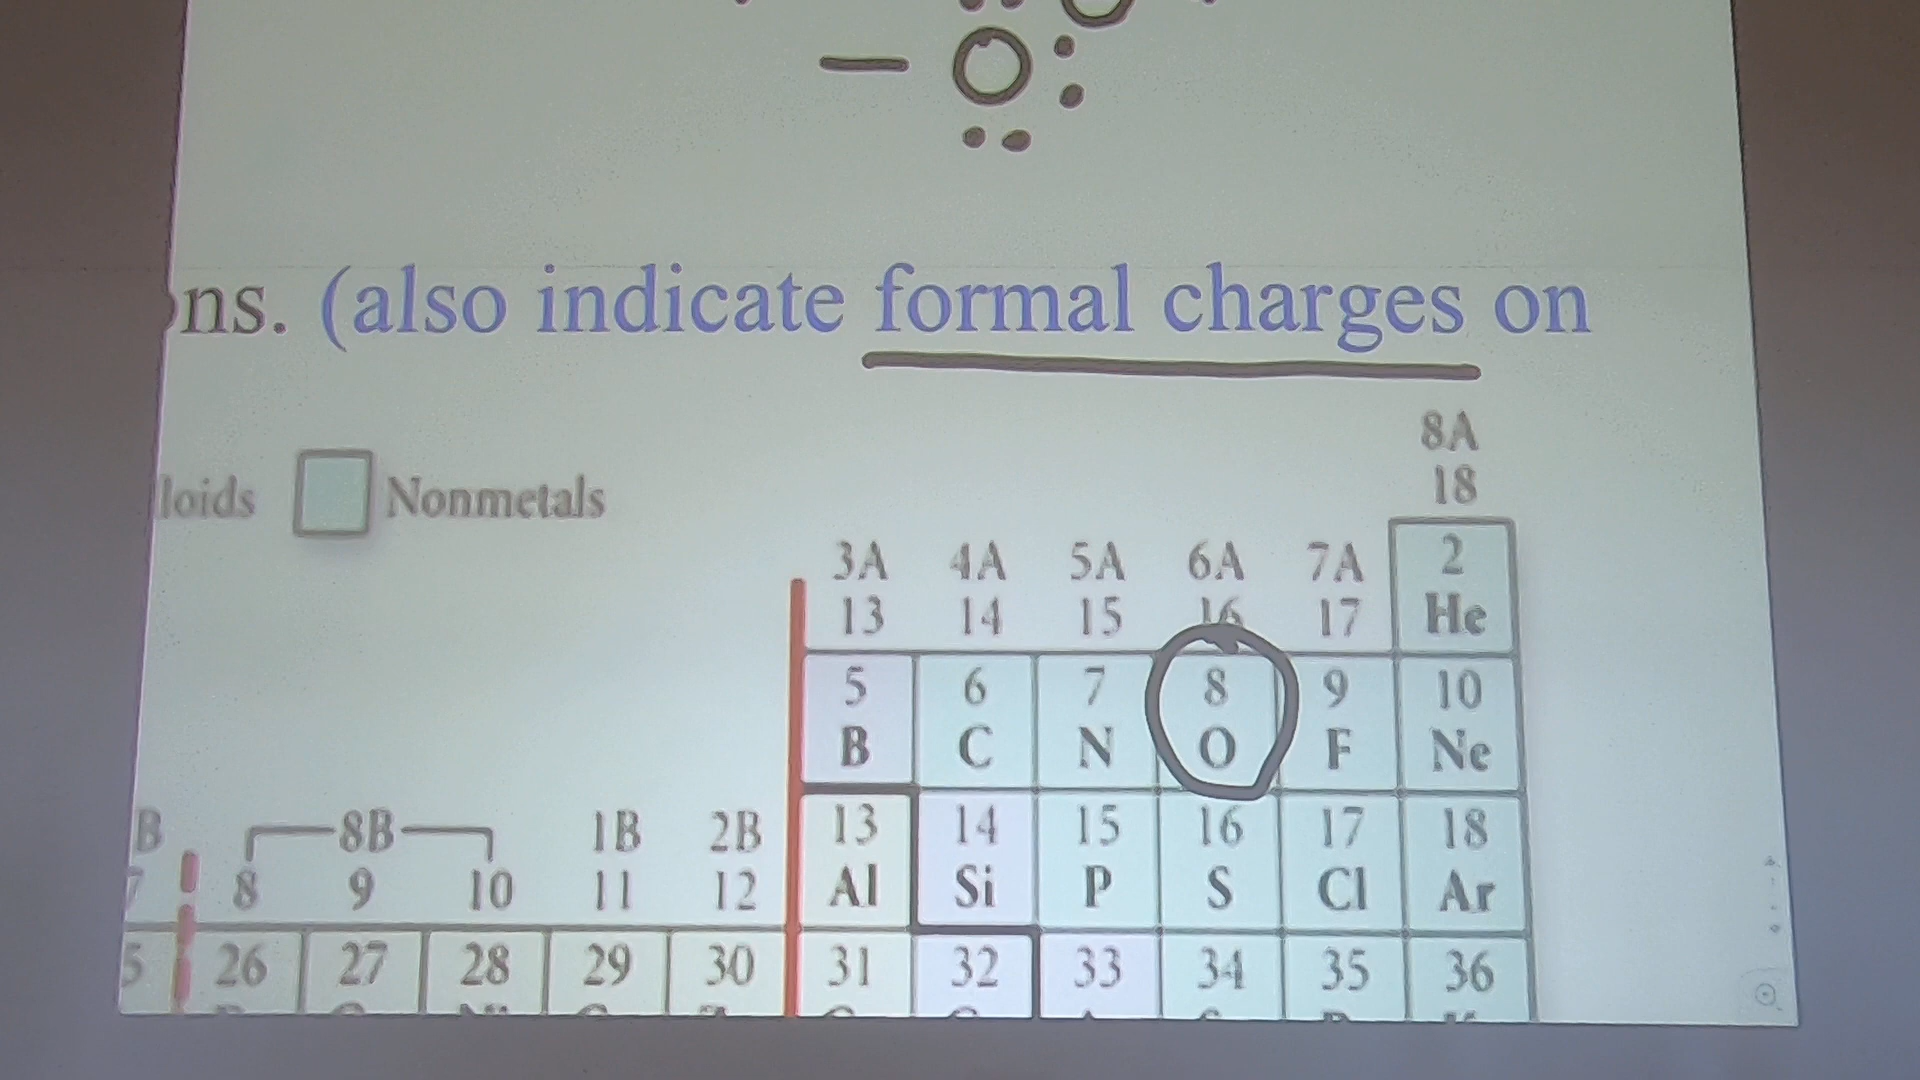 — O : ..
ns. (also indicate formal charges on
8A
loids Nonmetals 18
3A 4A 5A 6A 7A 2
13 14 15 16 17 He
5 6 7 8 9 10
B C N O F Ne
B 8B 1B 2B 13 14 15 16 17 18
7 8 9 10 11 12 Al Si P S Cl Ar
5 26 27 28 29 30 31 32 33 34 35 36